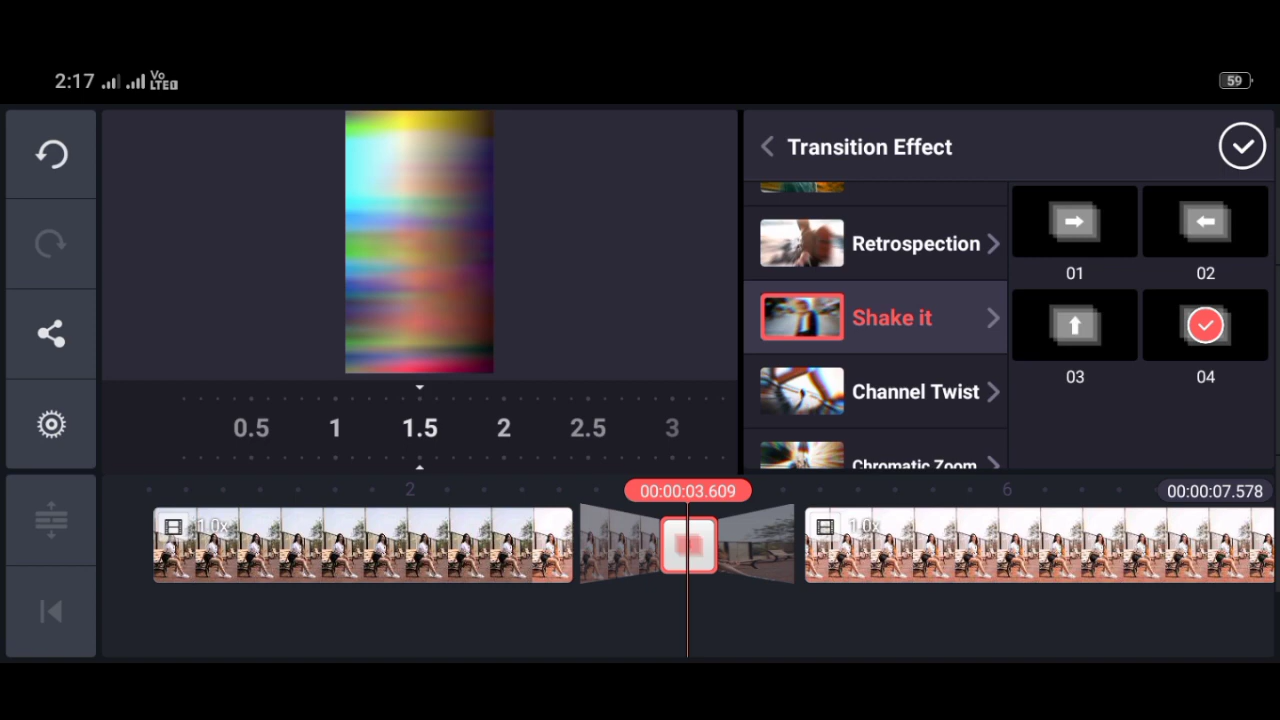 2:17 Vo LTE 59
Transition Effect
Retrospection
Shake it
Channel Twist
Chromatic Zoom
01 02
03 04
0.5 1 1.5 2 2.5 3
2 00:00:03.609 6 00:00:07.578
1.0x 1.0x